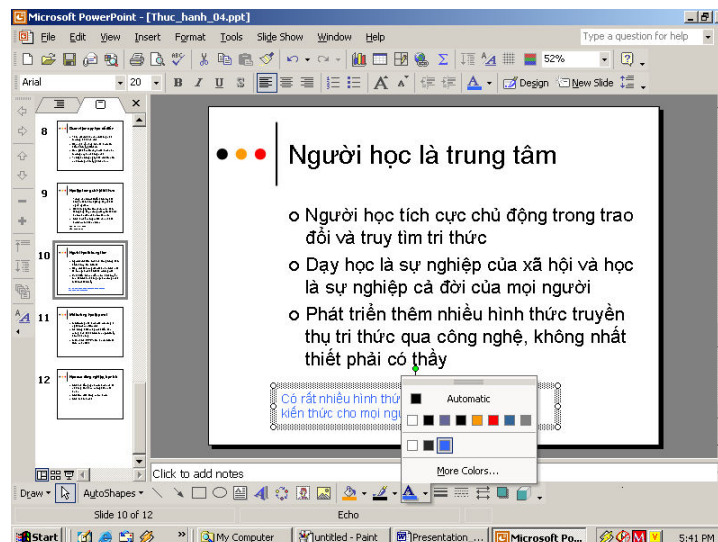 Microsoft PowerPoint - [Thuc_hanh_04.ppt]
File Edit View Insert Format Tools Slide Show Window Help
Type a question for help
52%
Arial 20 B I U S
Design New Slide
8
9
10
11
12
Người học là trung tâm
Người học tích cực chủ động trong trao
đổi và truy tìm tri thức
Dạy học là sự nghiệp của xã hội và học
là sự nghiệp cả đời của mọi người
Phát triển thêm nhiều hình thức truyền
thụ tri thức qua công nghệ, không nhất
thiết phải có thầy
Có rất nhiều hình thứ
kiến thức cho mọi ngư
Automatic
More Colors...
Click to add notes
Draw AutoShapes
Slide 10 of 12 Echo
Start My Computer untitled - Paint Presentation_... Microsoft Po... 5:41 PM